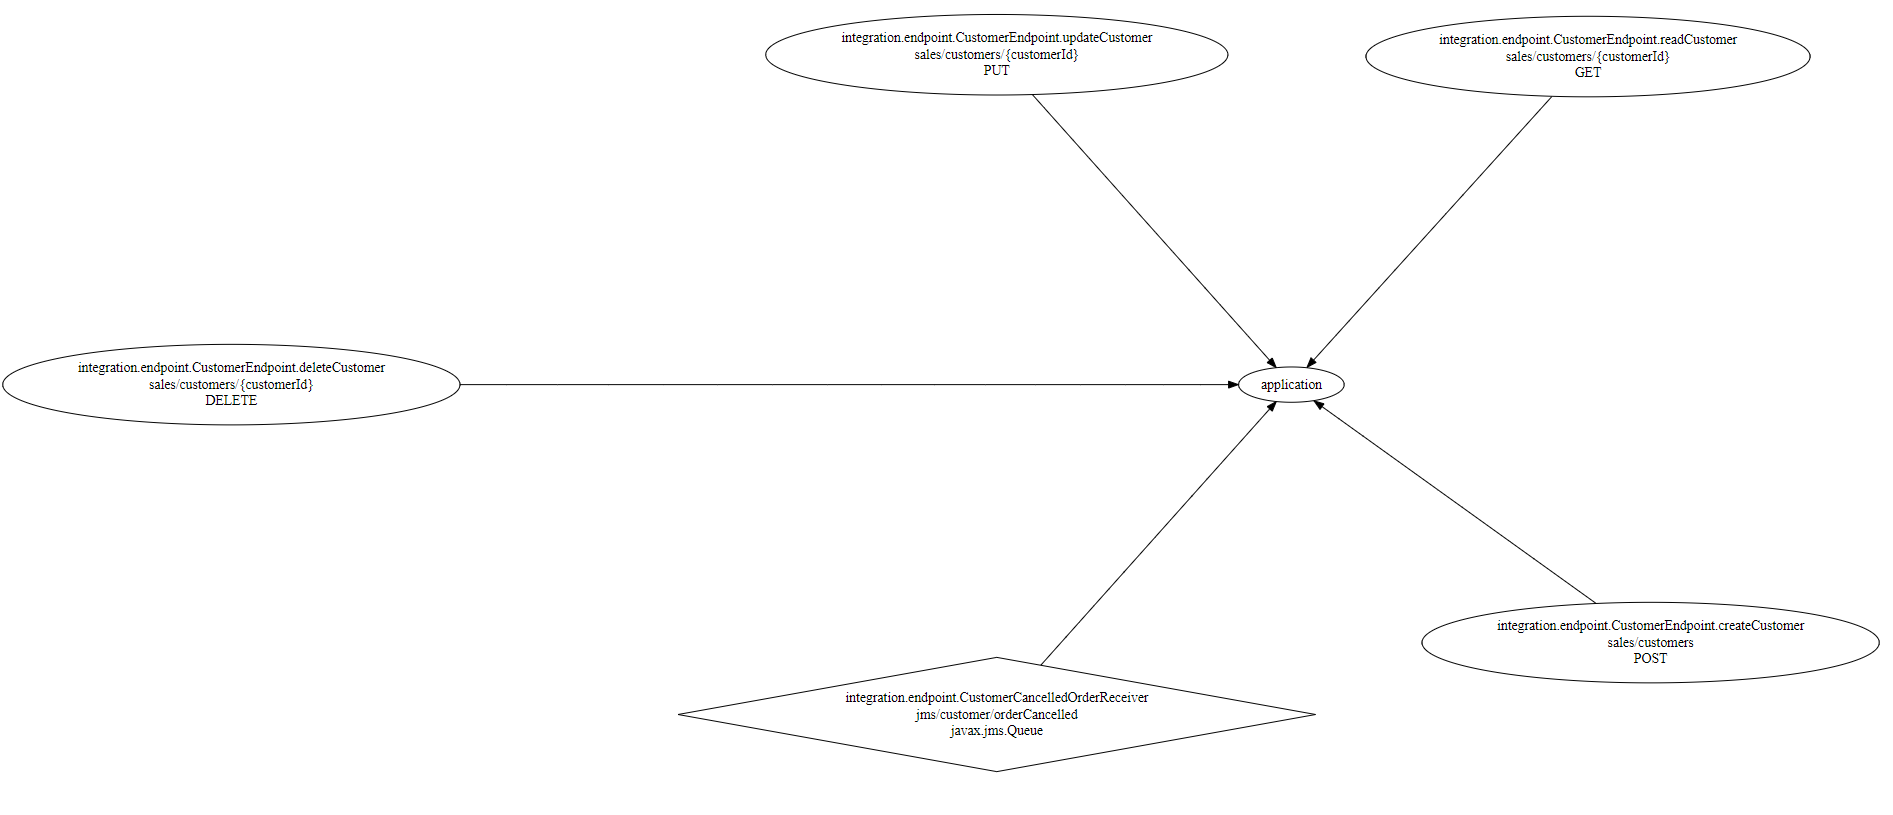 integration.endpoint.CustomerEndpoint.updateCustomer
sales/customers/{customerId}
PUT
integration.endpoint.CustomerEndpoint.readCustomer
sales/customers/{customerId}
GET
integration.endpoint.CustomerEndpoint.deleteCustomer
sales/customers/{customerId}
DELETE
application
integration.endpoint.CustomerEndpoint.createCustomer
sales/customers
POST
integration.endpoint.CustomerCancelledOrderReceiver
jms/customer/orderCancelled
javax.jms.Queue